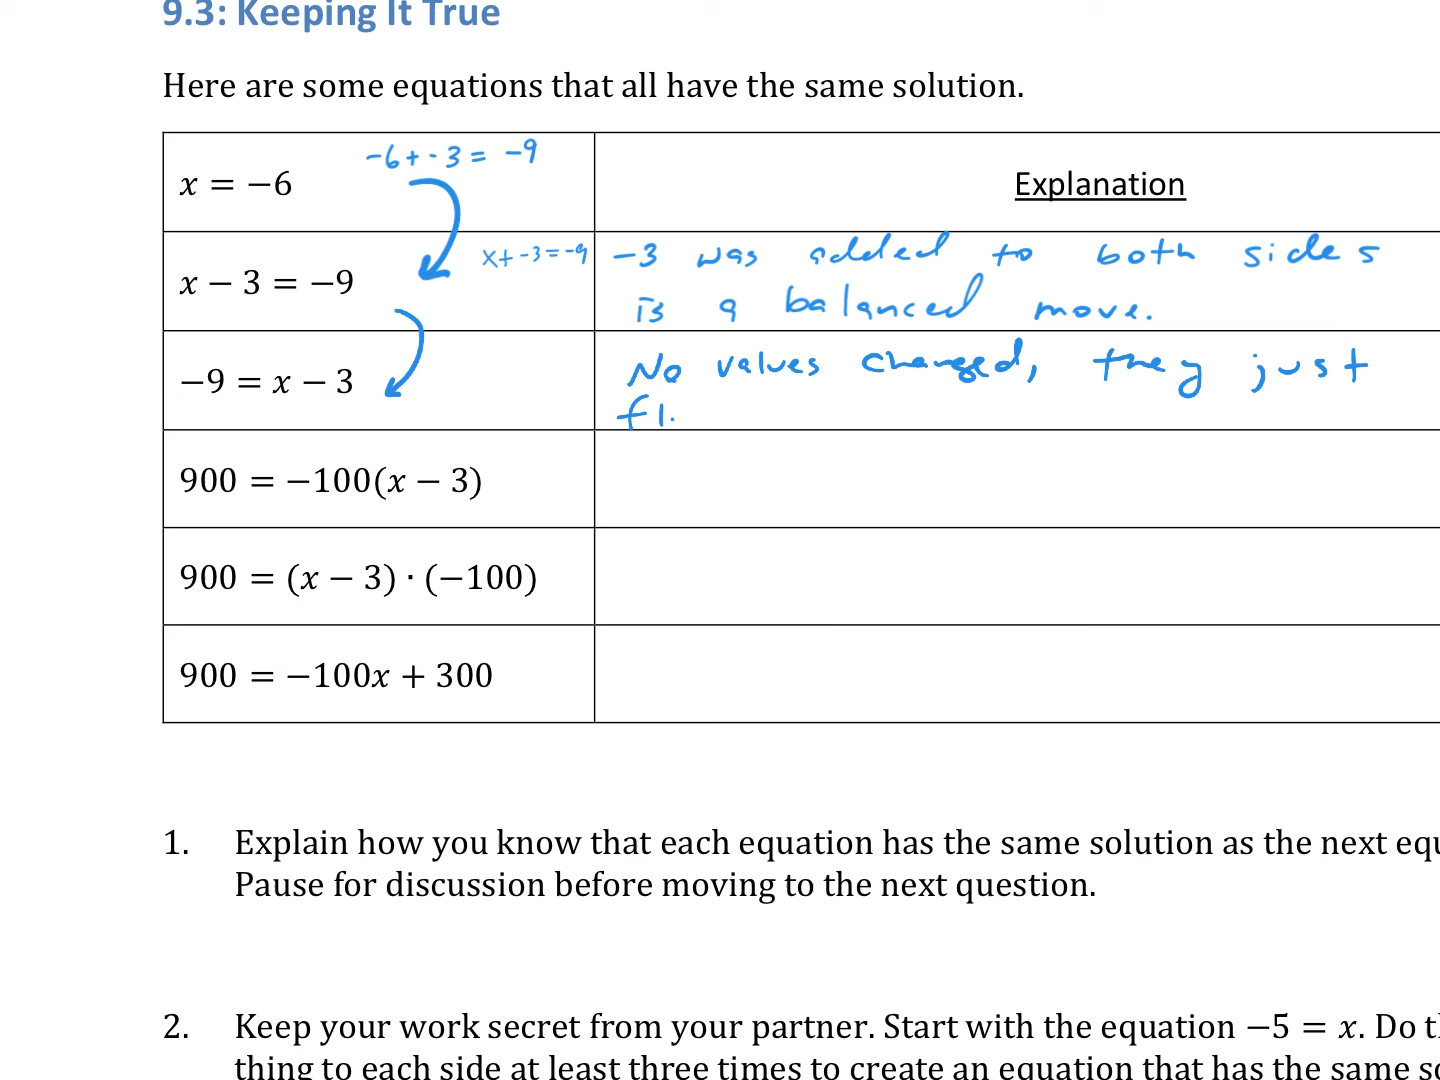 9.3: Keeping It True
Here are some equations that all have the same solution.
x = −6
-6 + -3 = -9
Explanation
x − 3 = −9
x + -3 = -9
-3 was added to both sides
is a balanced move.
−9 = x − 3
No values changed, they just
fl.
900 = −100(x − 3)
900 = (x − 3) · (−100)
900 = −100x + 300
1. Explain how you know that each equation has the same solution as the next equ
Pause for discussion before moving to the next question.
2. Keep your work secret from your partner. Start with the equation −5 = x. Do th
thing to each side at least three times to create an equation that has the same so